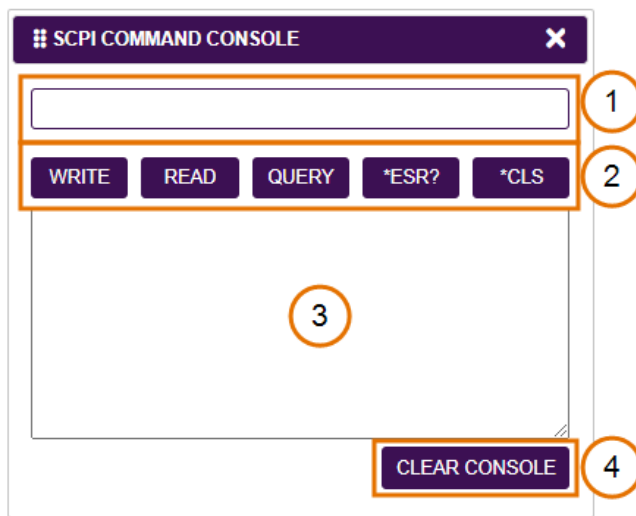 SCPI COMMAND CONSOLE
1
WRITE READ QUERY *ESR? *CLS
2
3
CLEAR CONSOLE
4